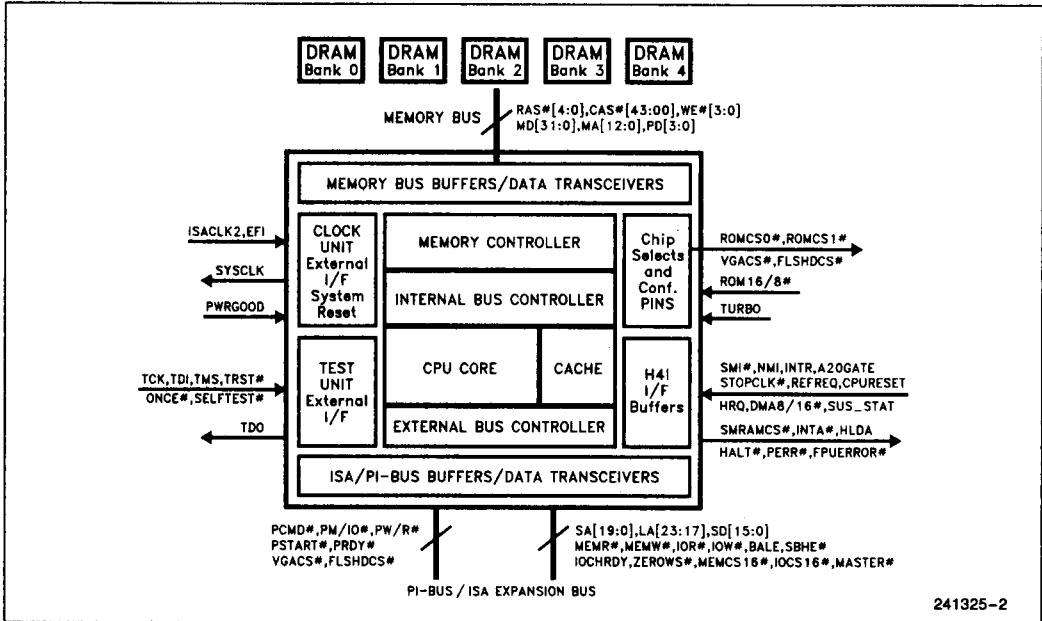 DRAM
Bank 0
DRAM
Bank 1
DRAM
Bank 2
DRAM
Bank 3
DRAM
Bank 4
MEMORY BUS
RAS#[4:0],CAS#[43:00],WE#[3:0]
MD[31:0],MA[12:0],PD[3:0]
MEMORY BUS BUFFERS/DATA TRANSCEIVERS
ISACLK2,EFI
SYSCLK
PWRGOOD
CLOCK
UNIT
External
I/F
System
Reset
MEMORY CONTROLLER
INTERNAL BUS CONTROLLER
CPU CORE
CACHE
EXTERNAL BUS CONTROLLER
Chip
Selects
and
Conf.
PINS
ROMCS0#,ROMCS1#
VGACS#,FLSHDCS#
ROM16/8#
TURBO
TCK,TDI,TMS,TRST#
ONCE#,SELFTEST#
TDO
TEST
UNIT
External
I/F
H4I
I/F
Buffers
SMI#,NMI,INTR,A20GATE
STOPCLK#,REFREQ,CPURESET
HRQ,DMA8/16#,SUS_STAT
SMRAMCS#,INTA#,HLDA
HALT#,PERR#,FPUERROR#
ISA/PI-BUS BUFFERS/DATA TRANSCEIVERS
PCMD#,PM/IO#,PW/R#
PSTART#,PRDY#
VGACS#,FLSHDCS#
SA[19:0],LA[23:17],SD[15:0]
MEMR#,MEMW#,IOR#,IOW#,BALE,SBHE#
IOCHRDY,ZEROWS#,MEMCS16#,IOCS16#,MASTER#
PI-BUS / ISA EXPANSION BUS
241325-2